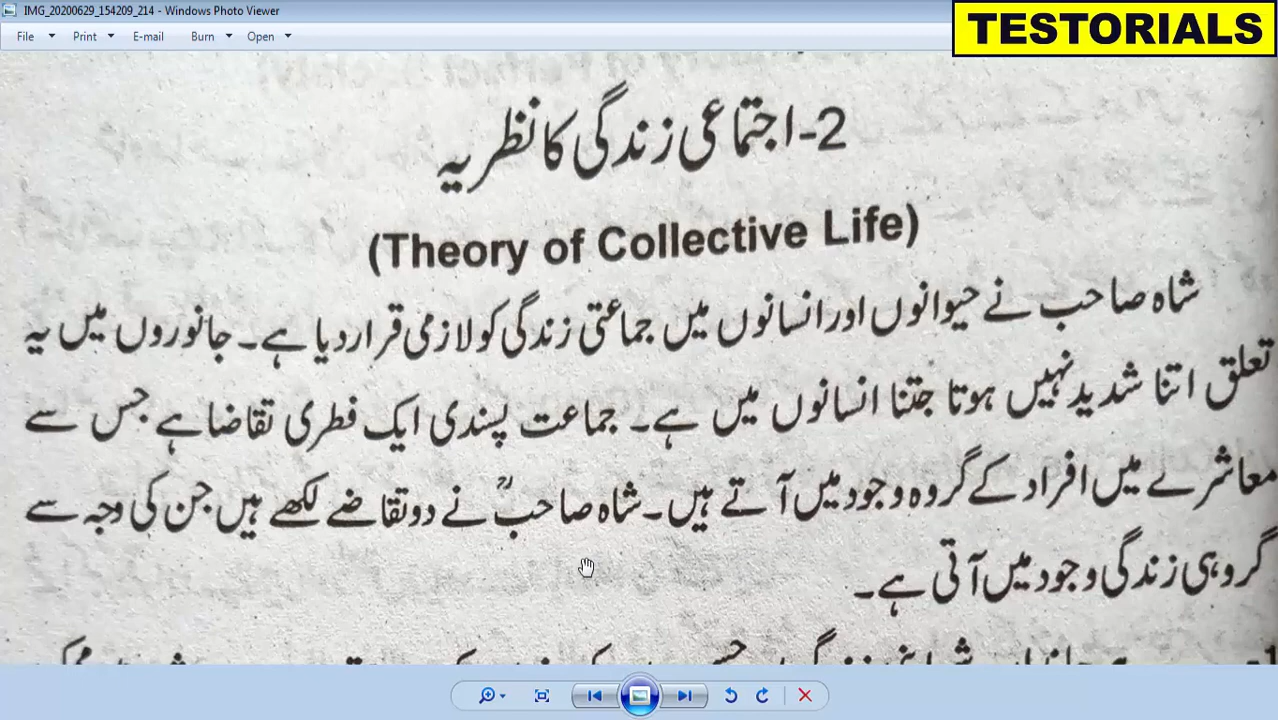 IMG_20200629_154209_214 - Windows Photo Viewer
File Print E-mail Burn Open
TESTORIALS
2-اجتماعی زندگی کا نظریہ
(Theory of Collective Life)
شاہ صاحب نے حیوانوں اور انسانوں میں جماعتی زندگی کو لازمی قرار دیا ہے۔ جانوروں میں یہ
تعلق اتنا شدید نہیں ہوتا جتنا انسانوں میں ہے۔ جماعت پسندی ایک فطری تقاضا ہے جس سے
معاشرے میں افراد کے گروہ وجود میں آتے ہیں۔ شاہ صاحبؒ نے دو تقاضے لکھے ہیں جن کی وجہ سے
گروہی زندگی وجود میں آتی ہے۔